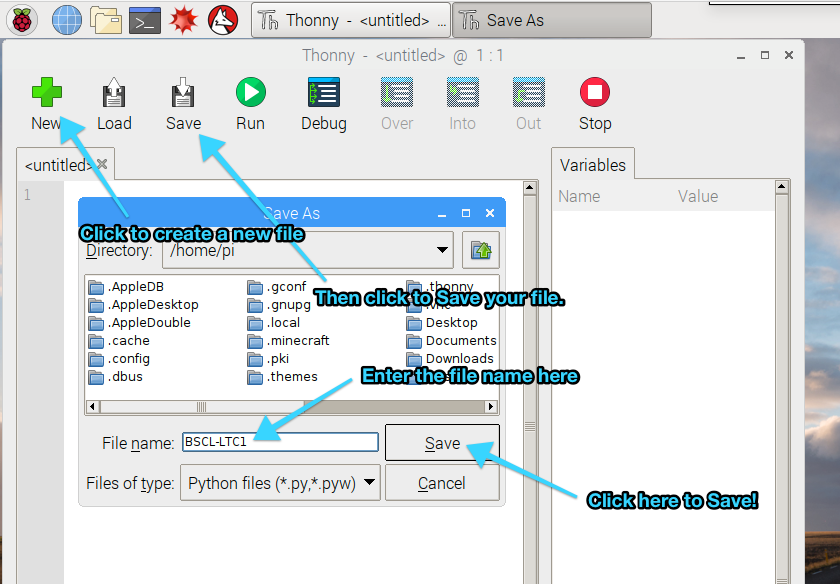 Thonny - <untitled> ...
Save As
Thonny - <untitled> @ 1 : 1
New
Load
Save
Run
Debug
Over
Into
Out
Stop
<untitled>
Variables
1
Name
Value
Save As
Click to create a new file
Directory:
/home/pi
.AppleDB
.gconf
.thonny
Then click to Save your file.
.AppleDesktop
.gnupg
.AppleDouble
.local
Desktop
.cache
.minecraft
Documents
.config
.pki
Downloads
.dbus
.themes
Enter the file name here
File name:
BSCL-LTC1
Save
Files of type:
Python files (*.py,*.pyw)
Cancel
Click here to Save!